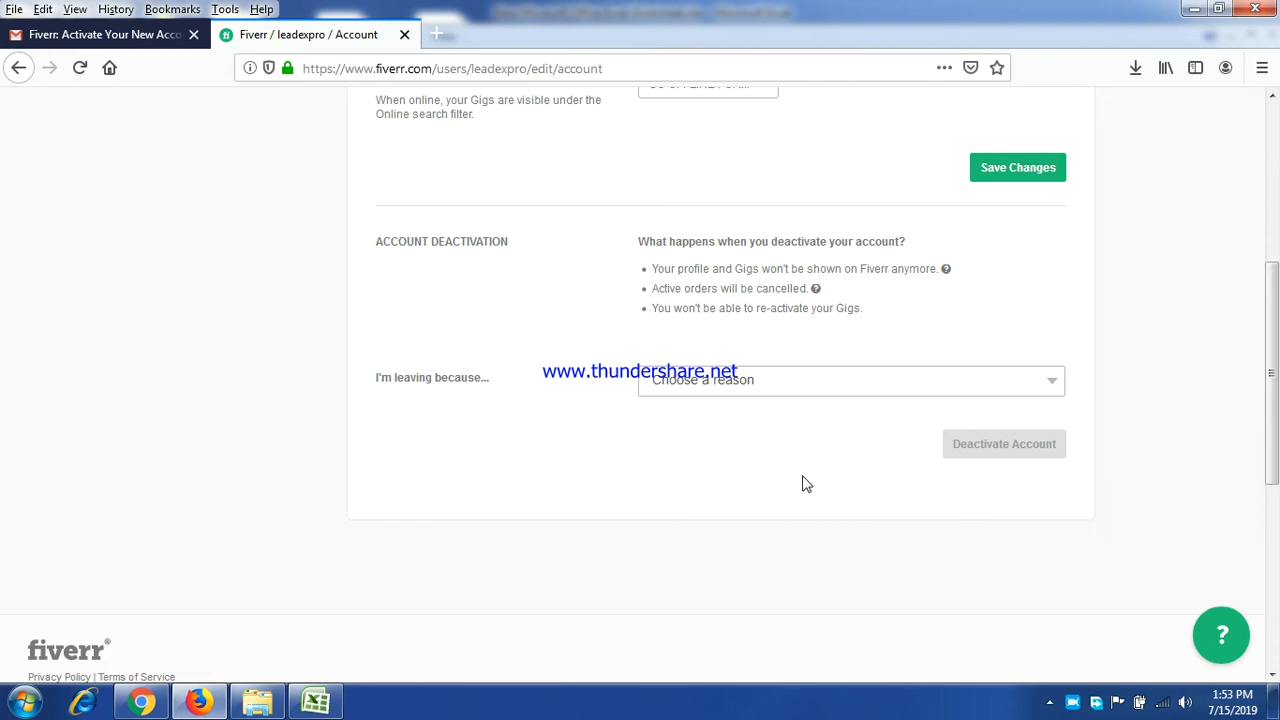 File Edit View History Bookmarks Tools Help
Fiverr: Activate Your New Acco
Fiverr / leadexpro / Account
https://www.fiverr.com/users/leadexpro/edit/account
When online, your Gigs are visible under the
Online search filter.
Save Changes
ACCOUNT DEACTIVATION
What happens when you deactivate your account?
Your profile and Gigs won't be shown on Fiverr anymore.
Active orders will be cancelled.
You won't be able to re-activate your Gigs.
www.thundershare.net
I'm leaving because...
Choose a reason
Deactivate Account
fiverr®
Privacy Policy | Terms of Service
1:53 PM
7/15/2019